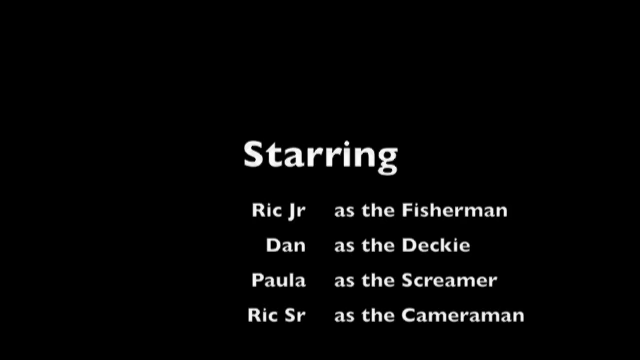 Starring
Ric Jr as the Fisherman
Dan as the Deckie
Paula as the Screamer
Ric Sr as the Cameraman